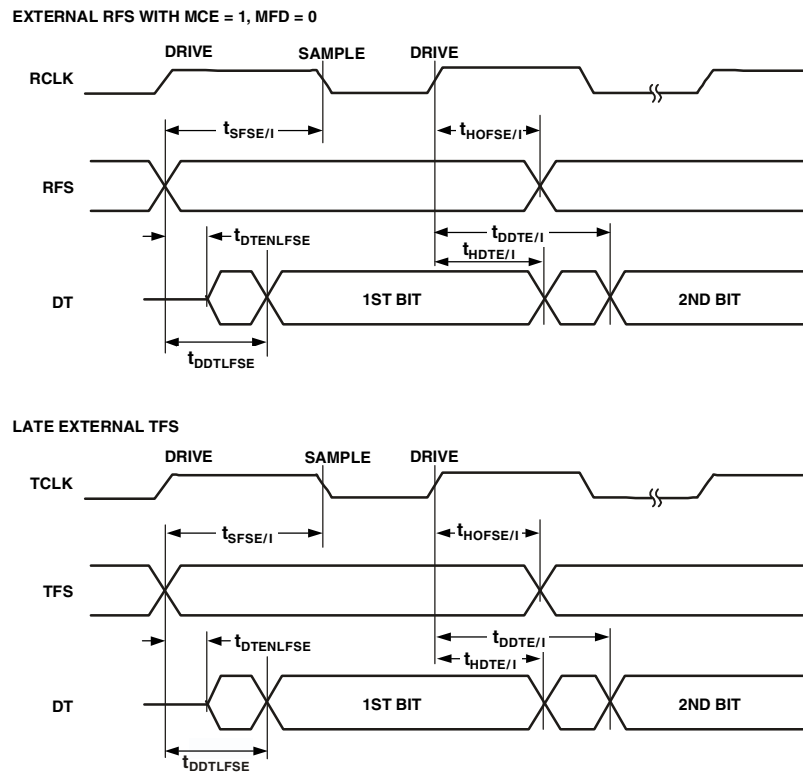 EXTERNAL RFS WITH MCE = 1, MFD = 0
DRIVE SAMPLE DRIVE
RCLK
tSFSE/I tHOFSE/I
RFS
tDDTE/I
tDTENLFSE tHDTE/I
DT 1ST BIT 2ND BIT
tDDTLFSE
LATE EXTERNAL TFS
DRIVE SAMPLE DRIVE
TCLK
tSFSE/I tHOFSE/I
TFS
tDTENLFSE tDDTE/I
tHDTE/I
DT 1ST BIT 2ND BIT
tDDTLFSE